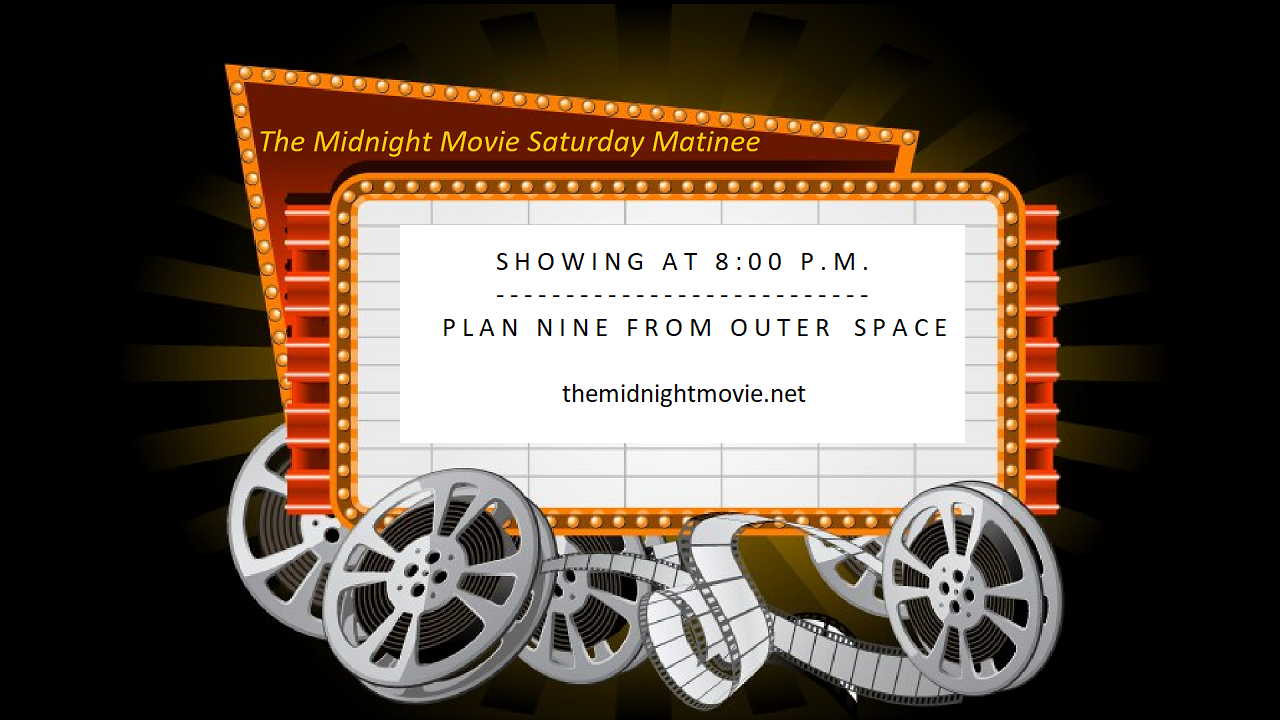 The Midnight Movie Saturday Matinee
SHOWING AT 8:00 P.M.
---------------------------
PLAN NINE FROM OUTER SPACE
themidnightmovie.net